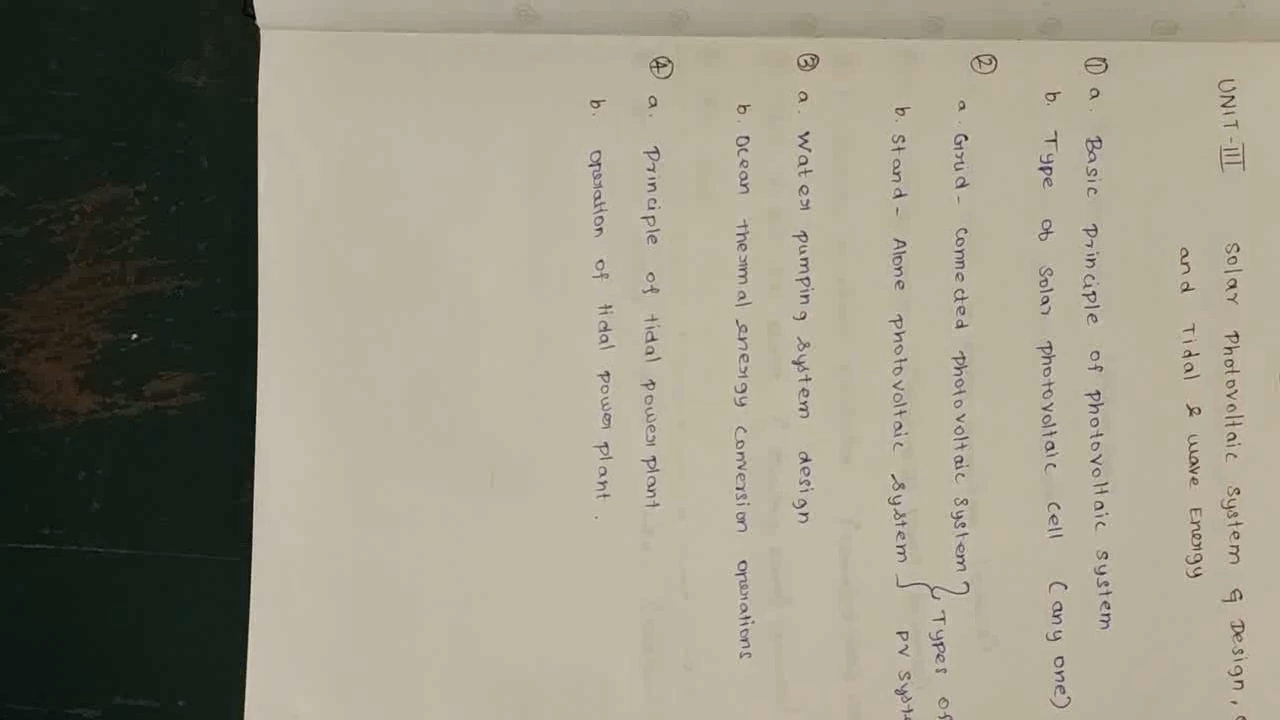 UNIT-III Solar Photovoltaic System & Design,
and Tidal & wave Energy
① a. Basic principle of photovoltaic system
b. Type of Solar photovoltaic cell (any one)
②
a. Grid-connected photovoltaic system
b. Stand-Alone photovoltaic system } Types of
PV Syst
③ a. Water pumping system design
b. Ocean thermal energy conversion operations
④ a. Principle of tidal power plant
b. operation of tidal power plant.